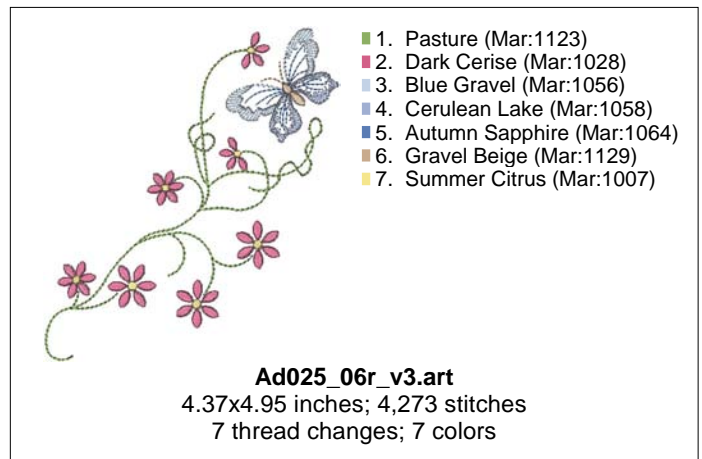 1. Pasture (Mar:1123)
2. Dark Cerise (Mar:1028)
3. Blue Gravel (Mar:1056)
4. Cerulean Lake (Mar:1058)
5. Autumn Sapphire (Mar:1064)
6. Gravel Beige (Mar:1129)
7. Summer Citrus (Mar:1007)
Ad025_06r_v3.art
4.37x4.95 inches; 4,273 stitches
7 thread changes; 7 colors